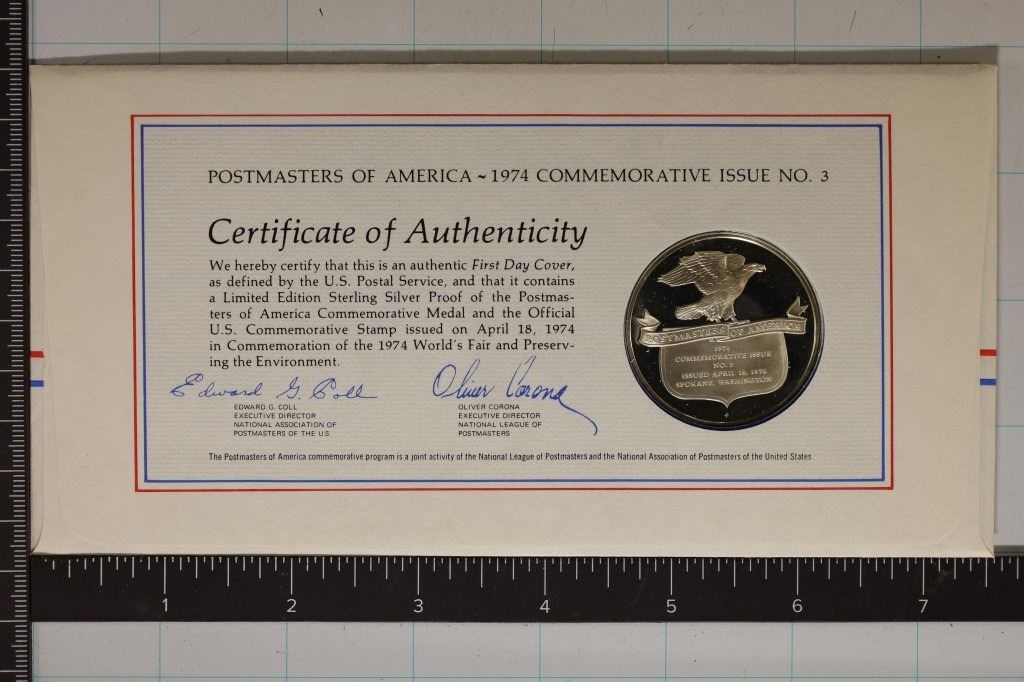 POSTMASTERS OF AMERICA ~ 1974 COMMEMORATIVE ISSUE NO. 3
Certificate of Authenticity
We hereby certify that this is an authentic First Day Cover,
as defined by the U.S. Postal Service, and that it contains
a Limited Edition Sterling Silver Proof of the Postmas-
ters of America Commemorative Medal and the Official
U.S. Commemorative Stamp issued on April 18, 1974
in Commemoration of the 1974 World's Fair and Preserv-
ing the Environment.
Edward G. Coll
EDWARD G. COLL
EXECUTIVE DIRECTOR
NATIONAL ASSOCIATION OF
POSTMASTERS OF THE U.S.
Oliver Corona
OLIVER CORONA
EXECUTIVE DIRECTOR
NATIONAL LEAGUE OF
POSTMASTERS
The Postmasters of America commemorative program is a joint activity of the National League of Postmasters and the National Association of Postmasters of the United States.
POSTMASTERS OF AMERICA
1974
COMMEMORATIVE ISSUE
NO. 3
ISSUED APRIL 18, 1974
SPOKANE, WASHINGTON
1 2 3 4 5 6 7